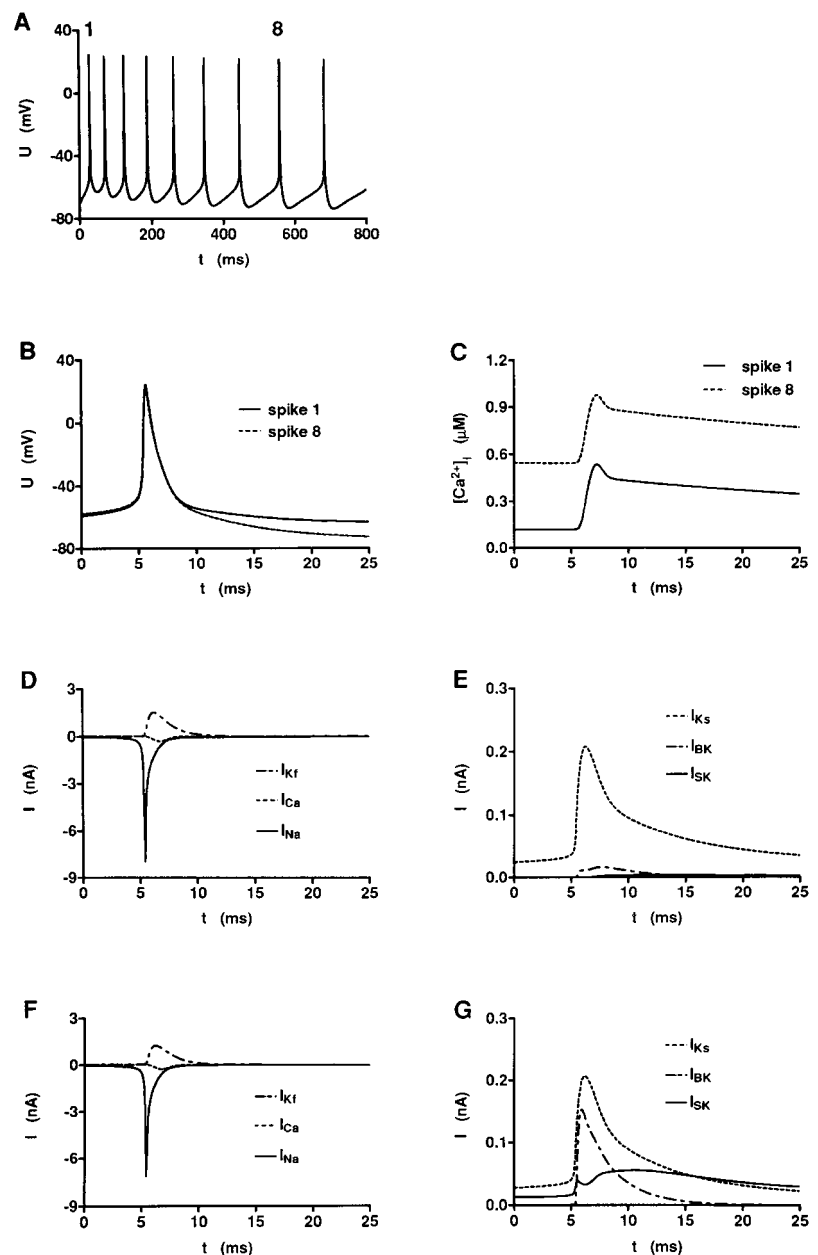 A
1
8
40
0
-40
-80
U (mV)
0
200
400
600
800
t (ms)
B
40
0
-40
-80
U (mV)
spike 1
spike 8
0
5
10
15
20
25
t (ms)
C
1.2
0.9
0.6
0.3
0.0
[Ca2+]i (μM)
spike 1
spike 8
0
5
10
15
20
25
t (ms)
D
3
0
-3
-6
-9
I (nA)
IKf
ICa
INa
0
5
10
15
20
25
t (ms)
E
0.3
0.2
0.1
0.0
I (nA)
IKs
IBK
ISK
0
5
10
15
20
25
t (ms)
F
3
0
-3
-6
-9
I (nA)
IKf
ICa
INa
0
5
10
15
20
25
t (ms)
G
0.3
0.2
0.1
0.0
I (nA)
IKs
IBK
ISK
0
5
10
15
20
25
t (ms)